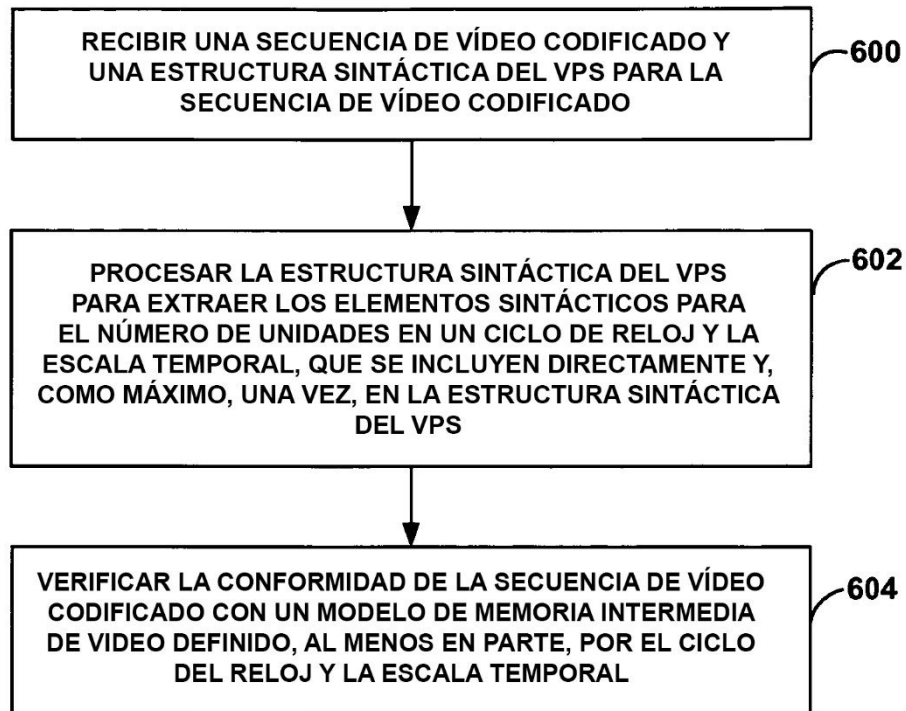 RECIBIR UNA SECUENCIA DE VÍDEO CODIFICADO Y
UNA ESTRUCTURA SINTÁCTICA DEL VPS PARA LA
SECUENCIA DE VÍDEO CODIFICADO
600
PROCESAR LA ESTRUCTURA SINTÁCTICA DEL VPS
PARA EXTRAER LOS ELEMENTOS SINTÁCTICOS PARA
EL NÚMERO DE UNIDADES EN UN CICLO DE RELOJ Y LA
ESCALA TEMPORAL, QUE SE INCLUYEN DIRECTAMENTE Y,
COMO MÁXIMO, UNA VEZ, EN LA ESTRUCTURA SINTÁCTICA
DEL VPS
602
VERIFICAR LA CONFORMIDAD DE LA SECUENCIA DE VÍDEO
CODIFICADO CON UN MODELO DE MEMORIA INTERMEDIA
DE VIDEO DEFINIDO, AL MENOS EN PARTE, POR EL CICLO
DEL RELOJ Y LA ESCALA TEMPORAL
604